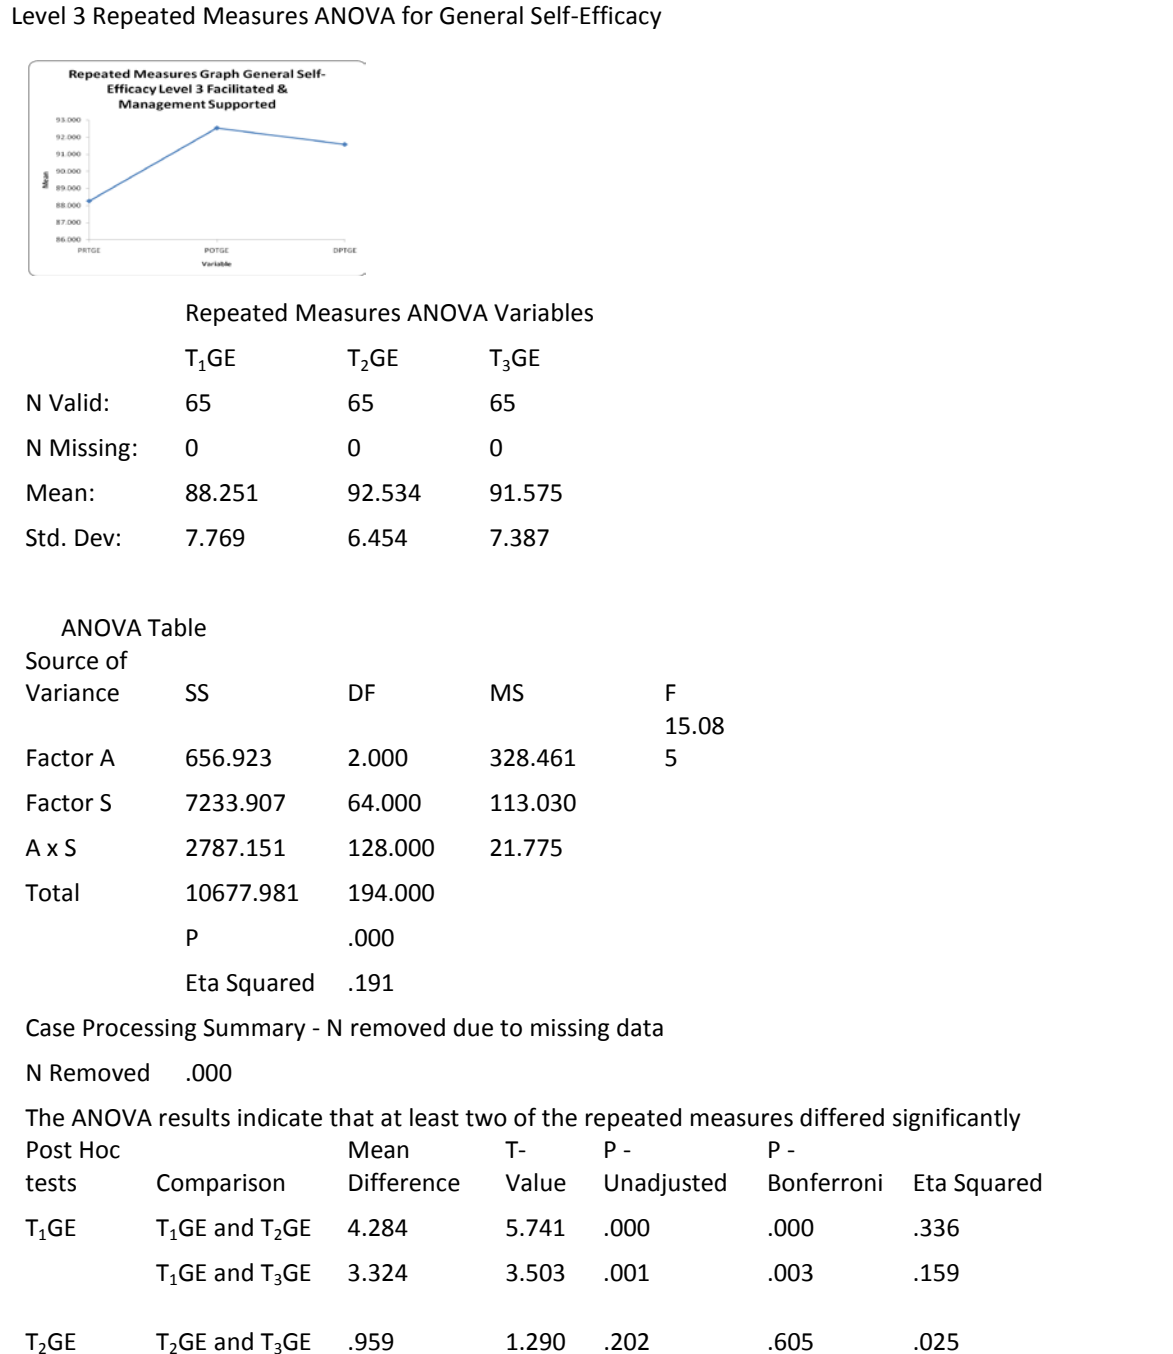 Level 3 Repeated Measures ANOVA for General Self-Efficacy
Repeated Measures Graph General Self-
Efficacy Level 3 Facilitated &
Management Supported
93.000
92.000
91.000
90.000
89.000
88.000
87.000
86.000
Mean
PRTGE POTGE DPTGE
Variable
Repeated Measures ANOVA Variables
T₁GE T₂GE T₃GE
N Valid: 65 65 65
N Missing: 0 0 0
Mean: 88.251 92.534 91.575
Std. Dev: 7.769 6.454 7.387
ANOVA Table
Source of
Variance SS DF MS F
15.08
Factor A 656.923 2.000 328.461 5
Factor S 7233.907 64.000 113.030
A x S 2787.151 128.000 21.775
Total 10677.981 194.000
P .000
Eta Squared .191
Case Processing Summary - N removed due to missing data
N Removed .000
The ANOVA results indicate that at least two of the repeated measures differed significantly
Post Hoc Mean T- P - P -
tests Comparison Difference Value Unadjusted Bonferroni Eta Squared
T₁GE T₁GE and T₂GE 4.284 5.741 .000 .000 .336
T₁GE and T₃GE 3.324 3.503 .001 .003 .159
T₂GE T₂GE and T₃GE .959 1.290 .202 .605 .025